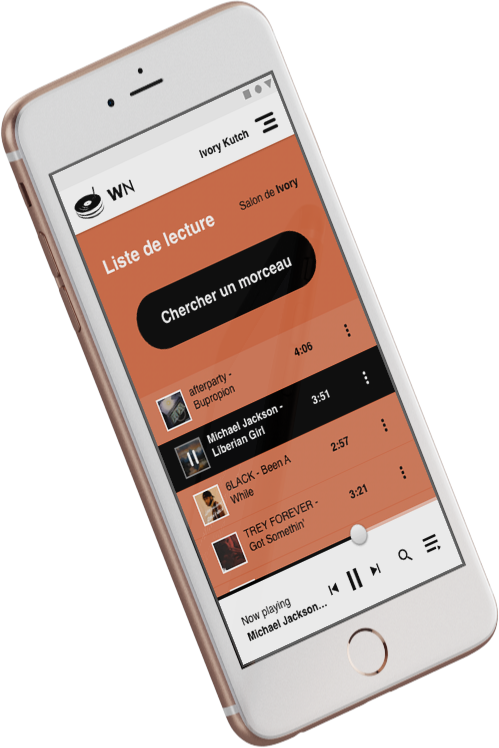 WN
Ivory Kutch
Liste de lecture
Salon de Ivory
Chercher un morceau
afterparty -
Bupropion
4:06
Michael Jackson -
Liberian Girl
3:51
6LACK - Been A
While
2:57
TREY FOREVER -
Got Somethin'
3:21
Now playing
Michael Jackson...